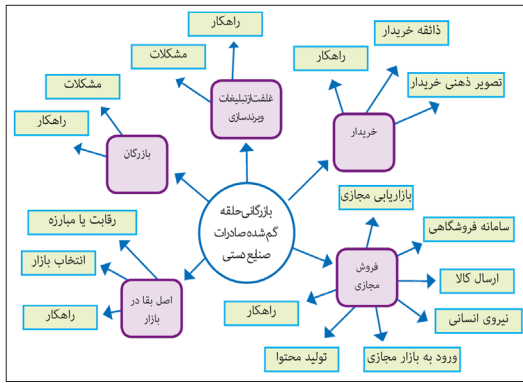 راهکار
ذائقه خریدار
مشکلات
راهکار
تصویر ذهنی خریدار
غفلت از تبلیغات
وبرندسازی
خریدار
مشکلات
راهکار
بازرگان
بازاریابی مجازی
بازرگانی حلقه
گم شده صادرات
صنایع دستی
رقابت یا مبارزه
سامانه فروشگاهی
انتخاب بازار
فروش
مجازی
ارسال کالا
اصل بقا در
بازار
راهکار
راهکار
نیروی انسانی
تولید محتوا
ورود به بازار مجازی